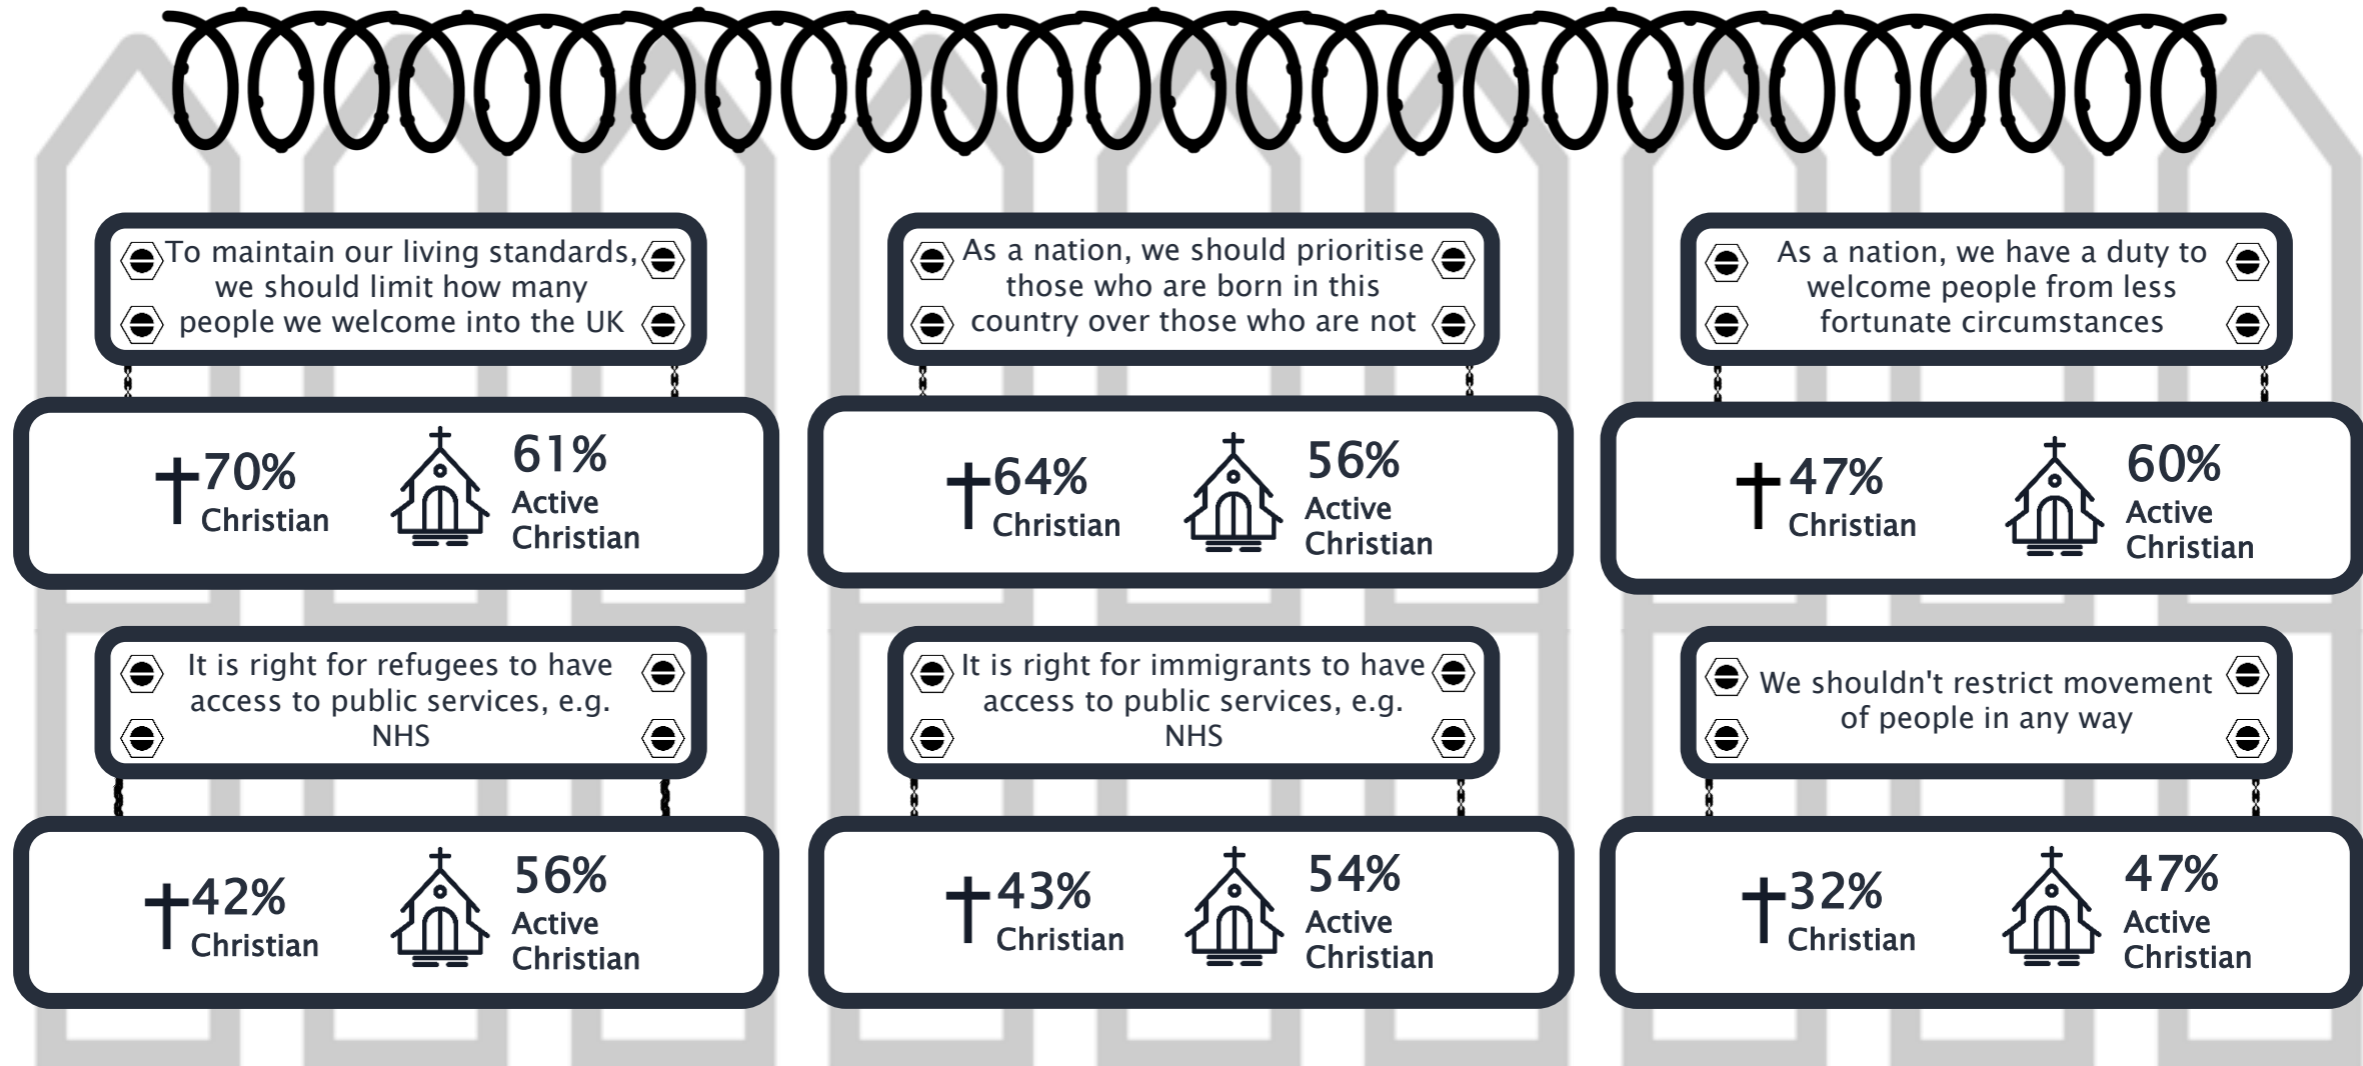 To maintain our living standards,
we should limit how many
people we welcome into the UK
70%
Christian
61%
Active
Christian
As a nation, we should prioritise
those who are born in this
country over those who are not
64%
Christian
56%
Active
Christian
As a nation, we have a duty to
welcome people from less
fortunate circumstances
47%
Christian
60%
Active
Christian
It is right for refugees to have
access to public services, e.g.
NHS
42%
Christian
56%
Active
Christian
It is right for immigrants to have
access to public services, e.g.
NHS
43%
Christian
54%
Active
Christian
We shouldn't restrict movement
of people in any way
32%
Christian
47%
Active
Christian